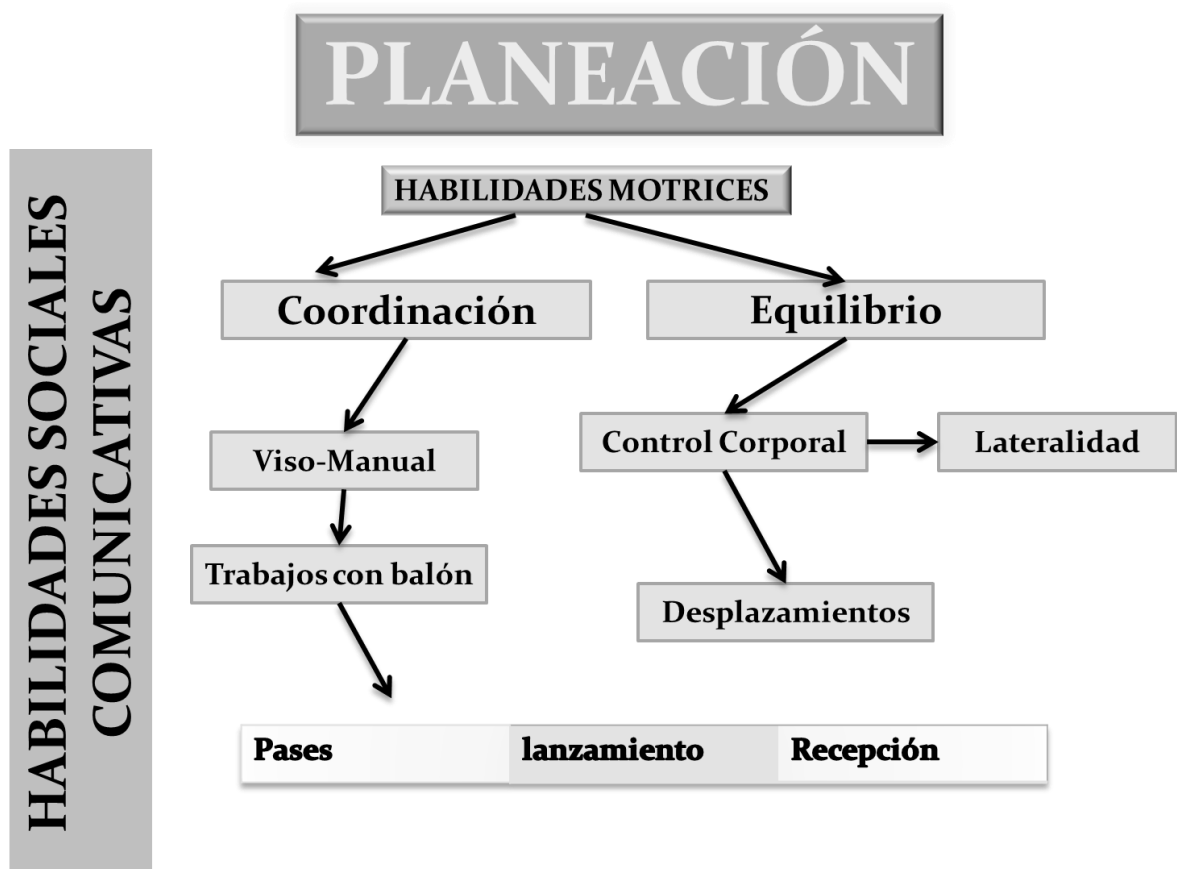 PLANEACIÓN
HABILIDADES SOCIALES
COMUNICATIVAS
HABILIDADES MOTRICES
Coordinación
Equilibrio
Viso-Manual
Control Corporal
Lateralidad
Trabajos con balón
Desplazamientos
Pases
lanzamiento
Recepción